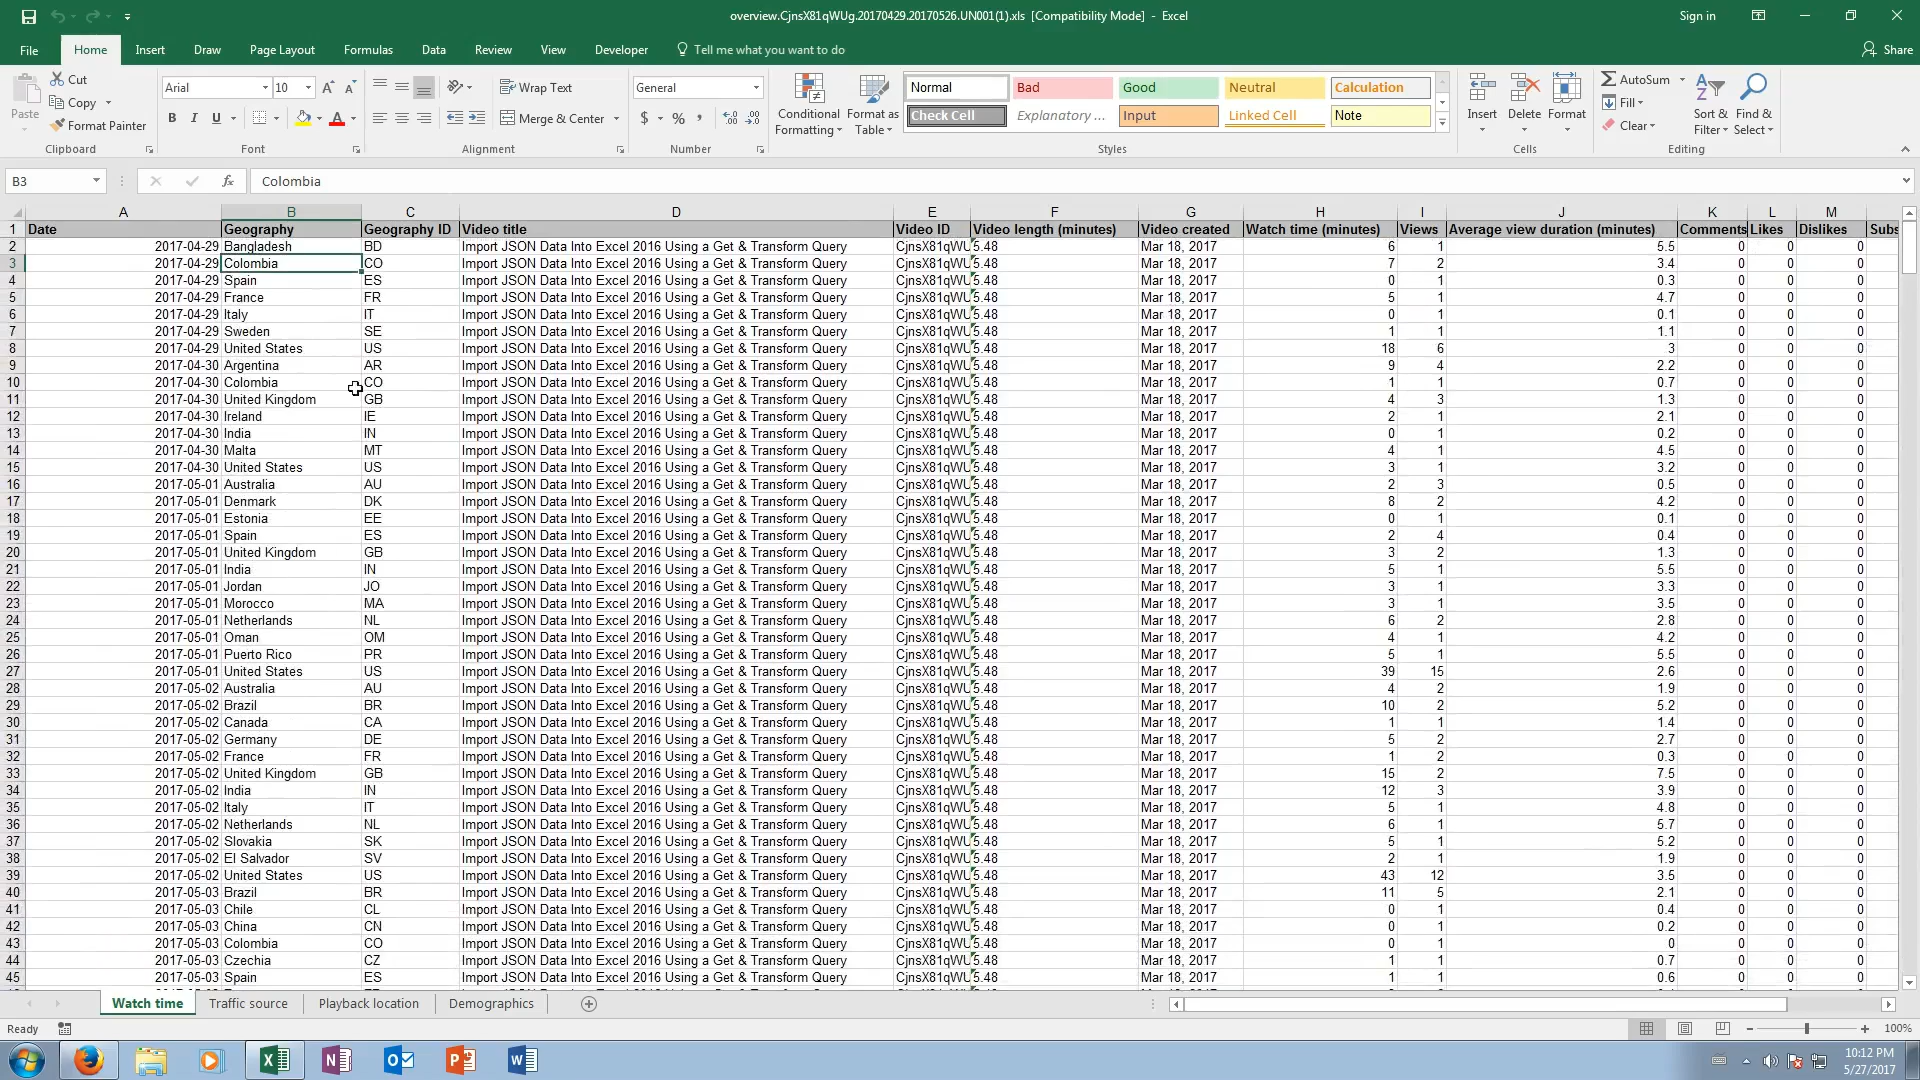 overview.CjnsX81qWUg.20170429.20170526.UN001(1).xls [Compatibility Mode] - Excel
Sign in
File Home Insert Draw Page Layout Formulas Data Review View Developer Tell me what you want to do Share
Cut
Copy
Format Painter
Paste
Clipboard
Arial 10
B I U
Font
Wrap Text
Merge & Center
Alignment
General
$ % ,
Number
Conditional Formatting
Format as Table
Normal Bad Good Neutral Calculation
Check Cell Explanatory ... Input Linked Cell Note
Styles
Insert Delete Format
Cells
AutoSum
Fill
Clear
Sort & Filter
Find & Select
Editing
B3 fx Colombia
A B C D E F G H I J K L M
1 Date Geography Geography ID Video title Video ID Video length (minutes) Video created Watch time (minutes) Views Average view duration (minutes) Comments Likes Dislikes Subs
2 2017-04-29 Bangladesh BD Import JSON Data Into Excel 2016 Using a Get & Transform Query CjnsX81qWU 5.48 Mar 18, 2017 6 1 5.5 0 0 0
3 2017-04-29 Colombia CO Import JSON Data Into Excel 2016 Using a Get & Transform Query CjnsX81qWU 5.48 Mar 18, 2017 7 2 3.4 0 0 0
4 2017-04-29 Spain ES Import JSON Data Into Excel 2016 Using a Get & Transform Query CjnsX81qWU 5.48 Mar 18, 2017 0 1 0.3 0 0 0
5 2017-04-29 France FR Import JSON Data Into Excel 2016 Using a Get & Transform Query CjnsX81qWU 5.48 Mar 18, 2017 5 1 4.7 0 0 0
6 2017-04-29 Italy IT Import JSON Data Into Excel 2016 Using a Get & Transform Query CjnsX81qWU 5.48 Mar 18, 2017 0 1 0.1 0 0 0
7 2017-04-29 Sweden SE Import JSON Data Into Excel 2016 Using a Get & Transform Query CjnsX81qWU 5.48 Mar 18, 2017 1 1 1.1 0 0 0
8 2017-04-29 United States US Import JSON Data Into Excel 2016 Using a Get & Transform Query CjnsX81qWU 5.48 Mar 18, 2017 18 6 3 0 0 0
9 2017-04-30 Argentina AR Import JSON Data Into Excel 2016 Using a Get & Transform Query CjnsX81qWU 5.48 Mar 18, 2017 9 4 2.2 0 0 0
10 2017-04-30 Colombia CO Import JSON Data Into Excel 2016 Using a Get & Transform Query CjnsX81qWU 5.48 Mar 18, 2017 1 1 0.7 0 0 0
11 2017-04-30 United Kingdom GB Import JSON Data Into Excel 2016 Using a Get & Transform Query CjnsX81qWU 5.48 Mar 18, 2017 4 3 1.3 0 0 0
12 2017-04-30 Ireland IE Import JSON Data Into Excel 2016 Using a Get & Transform Query CjnsX81qWU 5.48 Mar 18, 2017 2 1 2.1 0 0 0
13 2017-04-30 India IN Import JSON Data Into Excel 2016 Using a Get & Transform Query CjnsX81qWU 5.48 Mar 18, 2017 0 1 0.2 0 0 0
14 2017-04-30 Malta MT Import JSON Data Into Excel 2016 Using a Get & Transform Query CjnsX81qWU 5.48 Mar 18, 2017 4 1 4.5 0 0 0
15 2017-04-30 United States US Import JSON Data Into Excel 2016 Using a Get & Transform Query CjnsX81qWU 5.48 Mar 18, 2017 3 1 3.2 0 0 0
16 2017-05-01 Australia AU Import JSON Data Into Excel 2016 Using a Get & Transform Query CjnsX81qWU 5.48 Mar 18, 2017 2 3 0.5 0 0 0
17 2017-05-01 Denmark DK Import JSON Data Into Excel 2016 Using a Get & Transform Query CjnsX81qWU 5.48 Mar 18, 2017 8 2 4.2 0 0 0
18 2017-05-01 Estonia EE Import JSON Data Into Excel 2016 Using a Get & Transform Query CjnsX81qWU 5.48 Mar 18, 2017 0 1 0.1 0 0 0
19 2017-05-01 Spain ES Import JSON Data Into Excel 2016 Using a Get & Transform Query CjnsX81qWU 5.48 Mar 18, 2017 2 4 0.4 0 0 0
20 2017-05-01 United Kingdom GB Import JSON Data Into Excel 2016 Using a Get & Transform Query CjnsX81qWU 5.48 Mar 18, 2017 3 2 1.3 0 0 0
21 2017-05-01 India IN Import JSON Data Into Excel 2016 Using a Get & Transform Query CjnsX81qWU 5.48 Mar 18, 2017 5 1 5.5 0 0 0
22 2017-05-01 Jordan JO Import JSON Data Into Excel 2016 Using a Get & Transform Query CjnsX81qWU 5.48 Mar 18, 2017 3 1 3.3 0 0 0
23 2017-05-01 Morocco MA Import JSON Data Into Excel 2016 Using a Get & Transform Query CjnsX81qWU 5.48 Mar 18, 2017 3 1 3.5 0 0 0
24 2017-05-01 Netherlands NL Import JSON Data Into Excel 2016 Using a Get & Transform Query CjnsX81qWU 5.48 Mar 18, 2017 6 2 2.8 0 0 0
25 2017-05-01 Oman OM Import JSON Data Into Excel 2016 Using a Get & Transform Query CjnsX81qWU 5.48 Mar 18, 2017 4 1 4.2 0 0 0
26 2017-05-01 Puerto Rico PR Import JSON Data Into Excel 2016 Using a Get & Transform Query CjnsX81qWU 5.48 Mar 18, 2017 5 1 5.5 0 0 0
27 2017-05-01 United States US Import JSON Data Into Excel 2016 Using a Get & Transform Query CjnsX81qWU 5.48 Mar 18, 2017 39 15 2.6 0 0 0
28 2017-05-02 Australia AU Import JSON Data Into Excel 2016 Using a Get & Transform Query CjnsX81qWU 5.48 Mar 18, 2017 4 2 1.9 0 0 0
29 2017-05-02 Brazil BR Import JSON Data Into Excel 2016 Using a Get & Transform Query CjnsX81qWU 5.48 Mar 18, 2017 10 2 5.2 0 0 0
30 2017-05-02 Canada CA Import JSON Data Into Excel 2016 Using a Get & Transform Query CjnsX81qWU 5.48 Mar 18, 2017 1 1 1.4 0 0 0
31 2017-05-02 Germany DE Import JSON Data Into Excel 2016 Using a Get & Transform Query CjnsX81qWU 5.48 Mar 18, 2017 5 2 2.7 0 0 0
32 2017-05-02 France FR Import JSON Data Into Excel 2016 Using a Get & Transform Query CjnsX81qWU 5.48 Mar 18, 2017 1 2 0.3 0 0 0
33 2017-05-02 United Kingdom GB Import JSON Data Into Excel 2016 Using a Get & Transform Query CjnsX81qWU 5.48 Mar 18, 2017 15 2 7.5 0 0 0
34 2017-05-02 India IN Import JSON Data Into Excel 2016 Using a Get & Transform Query CjnsX81qWU 5.48 Mar 18, 2017 12 3 3.9 0 0 0
35 2017-05-02 Italy IT Import JSON Data Into Excel 2016 Using a Get & Transform Query CjnsX81qWU 5.48 Mar 18, 2017 5 1 4.8 0 0 0
36 2017-05-02 Netherlands NL Import JSON Data Into Excel 2016 Using a Get & Transform Query CjnsX81qWU 5.48 Mar 18, 2017 6 1 5.7 0 0 0
37 2017-05-02 Slovakia SK Import JSON Data Into Excel 2016 Using a Get & Transform Query CjnsX81qWU 5.48 Mar 18, 2017 5 1 5.2 0 0 0
38 2017-05-02 El Salvador SV Import JSON Data Into Excel 2016 Using a Get & Transform Query CjnsX81qWU 5.48 Mar 18, 2017 2 1 1.9 0 0 0
39 2017-05-02 United States US Import JSON Data Into Excel 2016 Using a Get & Transform Query CjnsX81qWU 5.48 Mar 18, 2017 43 12 3.5 0 0 0
40 2017-05-03 Brazil BR Import JSON Data Into Excel 2016 Using a Get & Transform Query CjnsX81qWU 5.48 Mar 18, 2017 11 5 2.1 0 0 0
41 2017-05-03 Chile CL Import JSON Data Into Excel 2016 Using a Get & Transform Query CjnsX81qWU 5.48 Mar 18, 2017 0 1 0.4 0 0 0
42 2017-05-03 China CN Import JSON Data Into Excel 2016 Using a Get & Transform Query CjnsX81qWU 5.48 Mar 18, 2017 0 1 0.2 0 0 0
43 2017-05-03 Colombia CO Import JSON Data Into Excel 2016 Using a Get & Transform Query CjnsX81qWU 5.48 Mar 18, 2017 0 1 0 0 0 0
44 2017-05-03 Czechia CZ Import JSON Data Into Excel 2016 Using a Get & Transform Query CjnsX81qWU 5.48 Mar 18, 2017 1 1 0.7 0 0 0
45 2017-05-03 Spain ES Import JSON Data Into Excel 2016 Using a Get & Transform Query CjnsX81qWU 5.48 Mar 18, 2017 1 1 0.6 0 0 0
Watch time Traffic source Playback location Demographics
Ready 100%
10:12 PM
5/27/2017